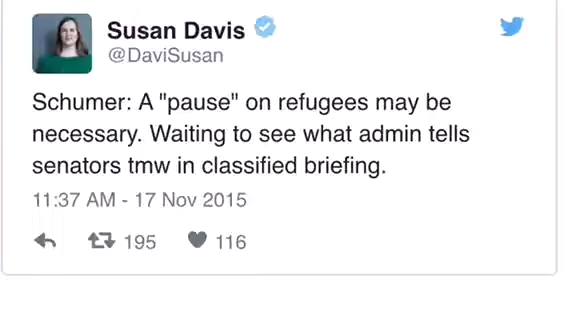 Susan Davis
@DaviSusan
Schumer: A "pause" on refugees may be
necessary. Waiting to see what admin tells
senators tmw in classified briefing.
11:37 AM - 17 Nov 2015
195 116